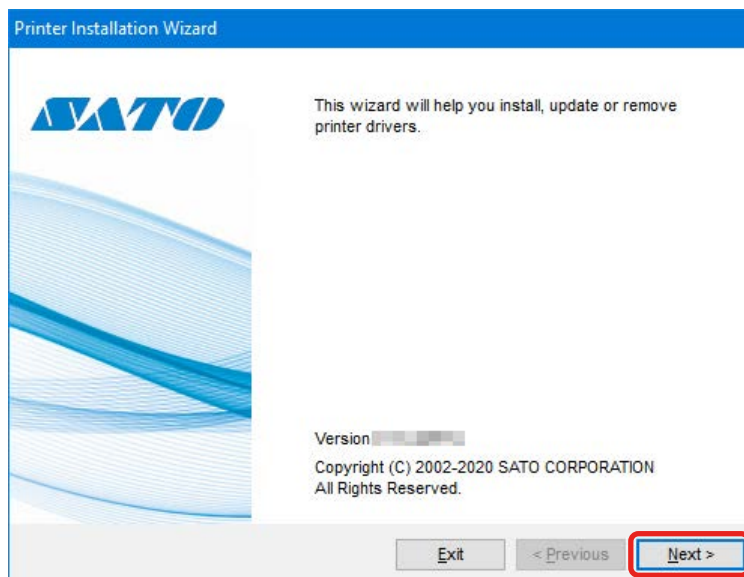 Printer Installation Wizard
SATO
This wizard will help you install, update or remove
printer drivers.
Version
Copyright (C) 2002-2020 SATO CORPORATION
All Rights Reserved.
Exit
< Previous
Next >